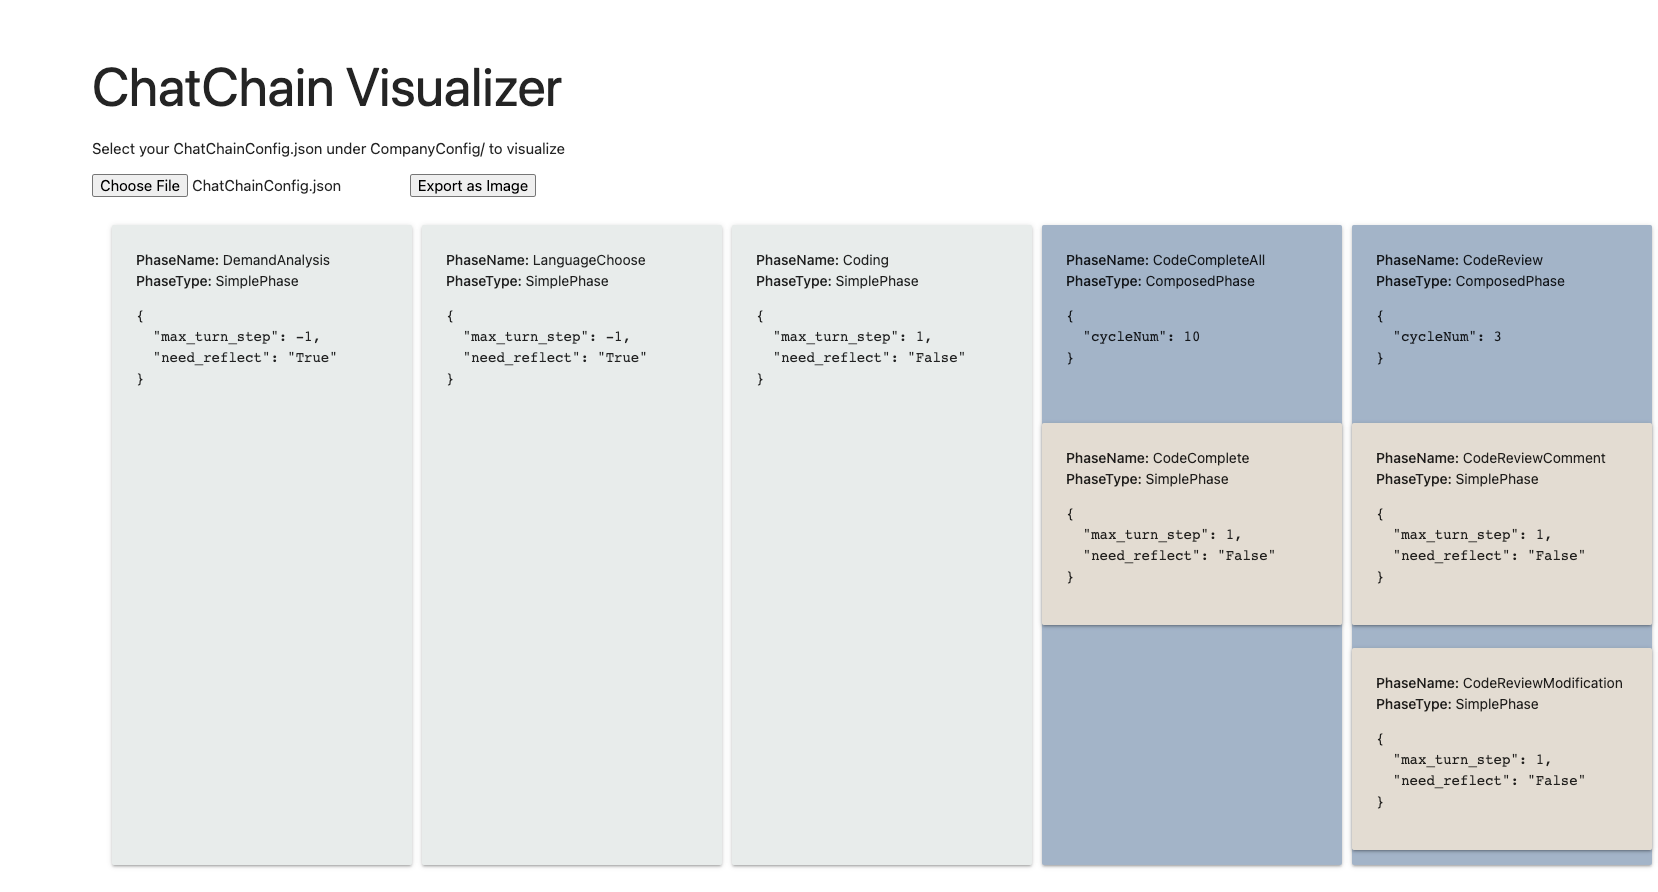 ChatChain Visualizer
Select your ChatChainConfig.json under CompanyConfig/ to visualize
Choose File ChatChainConfig.json Export as Image
PhaseName: DemandAnalysis
PhaseType: SimplePhase
{
  "max_turn_step": -1,
  "need_reflect": "True"
}
PhaseName: LanguageChoose
PhaseType: SimplePhase
{
  "max_turn_step": -1,
  "need_reflect": "True"
}
PhaseName: Coding
PhaseType: SimplePhase
{
  "max_turn_step": 1,
  "need_reflect": "False"
}
PhaseName: CodeCompleteAll
PhaseType: ComposedPhase
{
  "cycleNum": 10
}
PhaseName: CodeComplete
PhaseType: SimplePhase
{
  "max_turn_step": 1,
  "need_reflect": "False"
}
PhaseName: CodeReview
PhaseType: ComposedPhase
{
  "cycleNum": 3
}
PhaseName: CodeReviewComment
PhaseType: SimplePhase
{
  "max_turn_step": 1,
  "need_reflect": "False"
}
PhaseName: CodeReviewModification
PhaseType: SimplePhase
{
  "max_turn_step": 1,
  "need_reflect": "False"
}